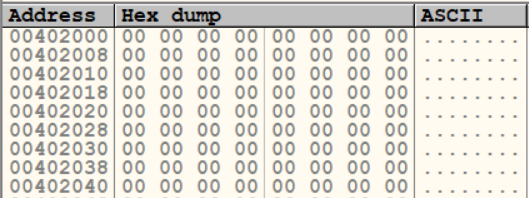 Address Hex dump ASCII
00402000 00 00 00 00 00 00 00 00 ........
00402008 00 00 00 00 00 00 00 00 ........
00402010 00 00 00 00 00 00 00 00 ........
00402018 00 00 00 00 00 00 00 00 ........
00402020 00 00 00 00 00 00 00 00 ........
00402028 00 00 00 00 00 00 00 00 ........
00402030 00 00 00 00 00 00 00 00 ........
00402038 00 00 00 00 00 00 00 00 ........
00402040 00 00 00 00 00 00 00 00 ........